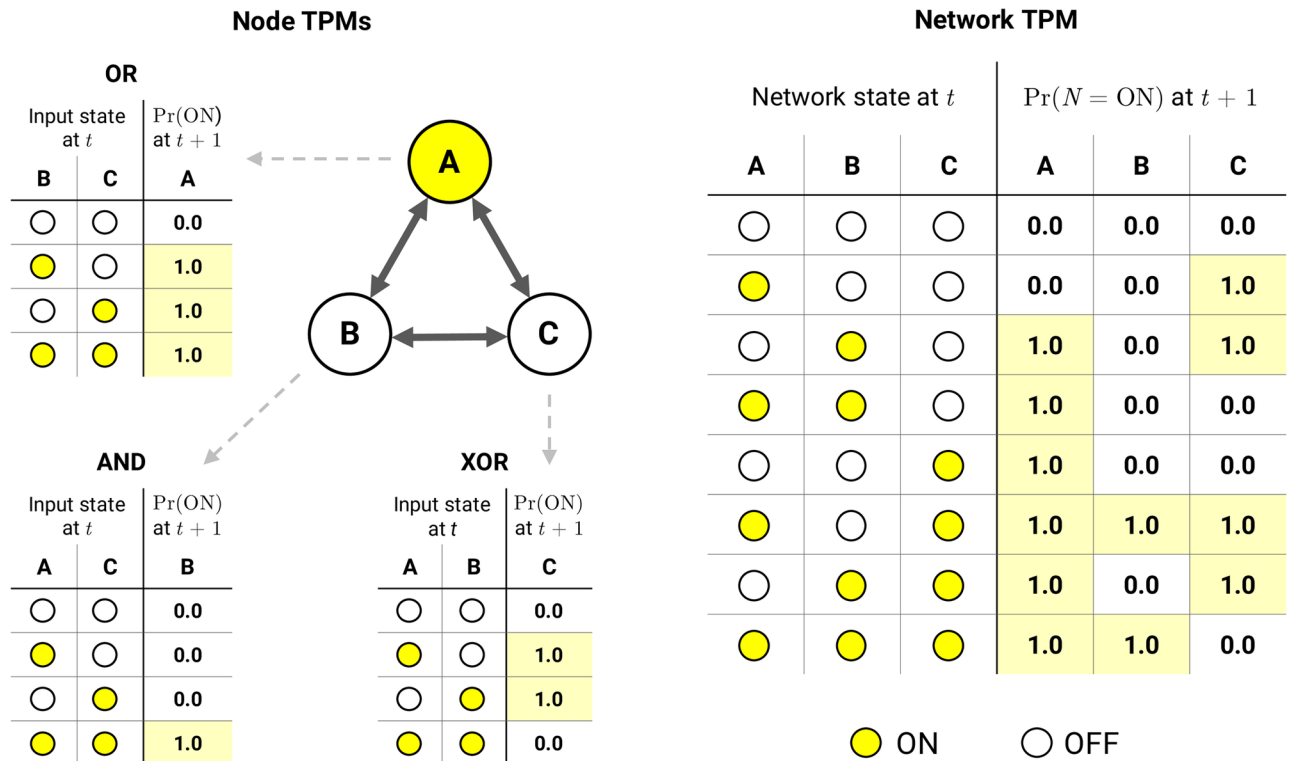 Node TPMs
OR
Input state at t
Pr(ON) at t + 1
B C A
0.0
1.0
1.0
1.0
A
B
C
AND
Input state at t
Pr(ON) at t + 1
A C B
0.0
0.0
0.0
1.0
XOR
Input state at t
Pr(ON) at t + 1
A B C
0.0
1.0
1.0
0.0
Network TPM
Network state at t
Pr(N = ON) at t + 1
A B C A B C
0.0 0.0 0.0
0.0 0.0 1.0
1.0 0.0 1.0
1.0 0.0 0.0
1.0 0.0 0.0
1.0 1.0 1.0
1.0 0.0 1.0
1.0 1.0 0.0
ON OFF